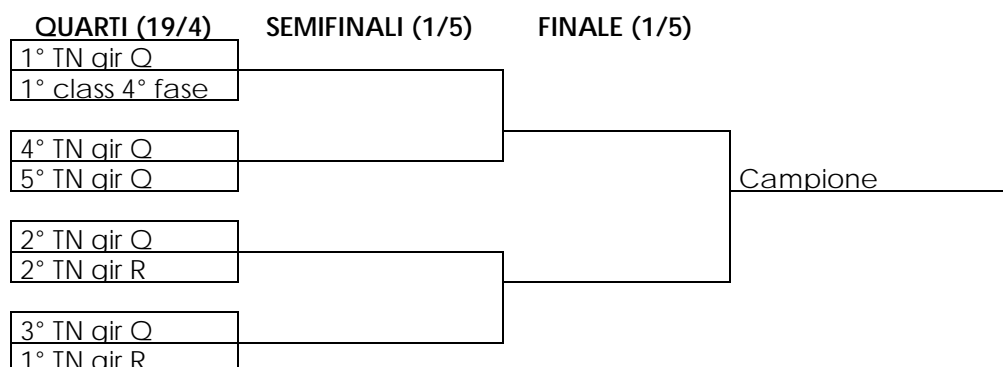 QUARTI (19/4) SEMIFINALI (1/5) FINALE (1/5)
1° TN gir Q
1° class 4° fase
4° TN gir Q
5° TN gir Q
Campione
2° TN gir Q
2° TN gir R
3° TN gir Q
1° TN gir R